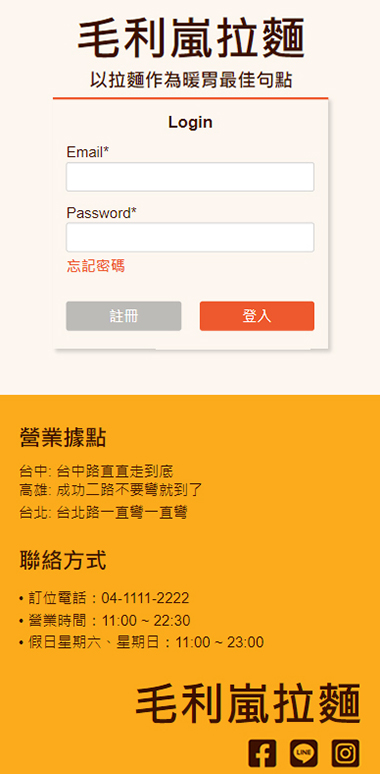 毛利嵐拉麵
以拉麵作為暖胃最佳句點
Login
Email*
Password*
忘記密碼
註冊 登入
營業據點
台中: 台中路直直走到底
高雄: 成功二路不要彎就到了
台北: 台北路一直彎一直彎
聯絡方式
• 訂位電話：04-1111-2222
• 營業時間：11:00 ~ 22:30
• 假日星期六、星期日：11:00 ~ 23:00
毛利嵐拉麵
LINE